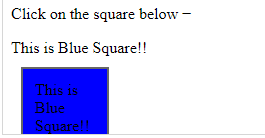 Click on the square below −
This is Blue Square!!
This is
Blue
Square!!